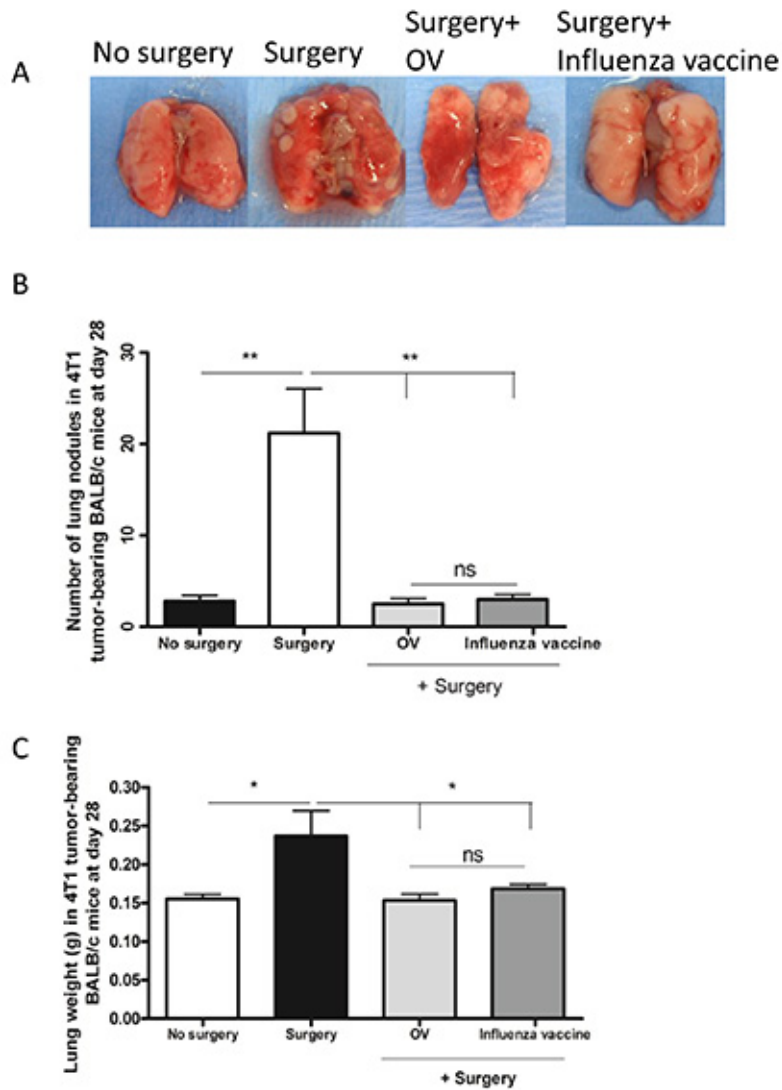 A
No surgery
Surgery
Surgery+
OV
Surgery+
Influenza vaccine
B
Number of lung nodules in 4T1
tumor-bearing BALB/c mice at day 28
30
20
10
0
**
**
ns
No surgery
Surgery
OV
Influenza vaccine
+ Surgery
C
Lung weight (g) in 4T1 tumor-bearing
BALB/c mice at day 28
0.30
0.25
0.20
0.15
0.10
0.05
0.00
*
*
ns
No surgery
Surgery
OV
Influenza vaccine
+ Surgery